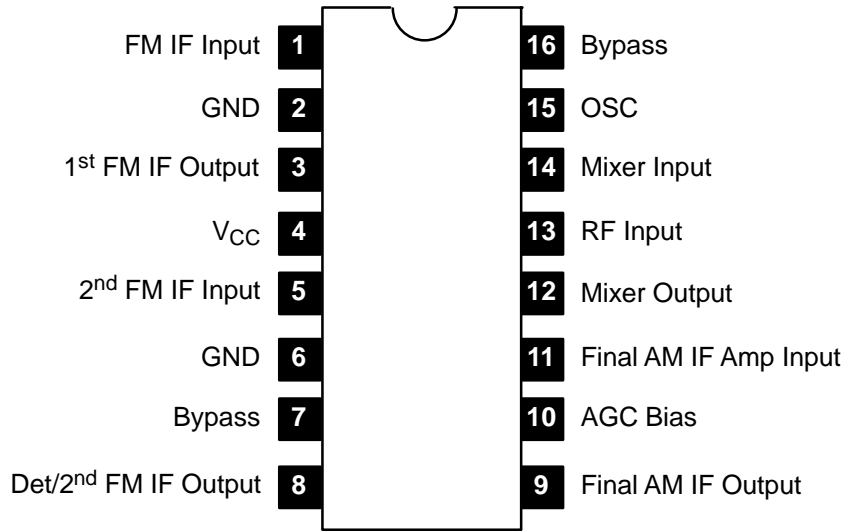 FM IF Input 1 16 Bypass
GND 2 15 OSC
1st FM IF Output 3 14 Mixer Input
VCC 4 13 RF Input
2nd FM IF Input 5 12 Mixer Output
GND 6 11 Final AM IF Amp Input
Bypass 7 10 AGC Bias
Det/2nd FM IF Output 8 9 Final AM IF Output